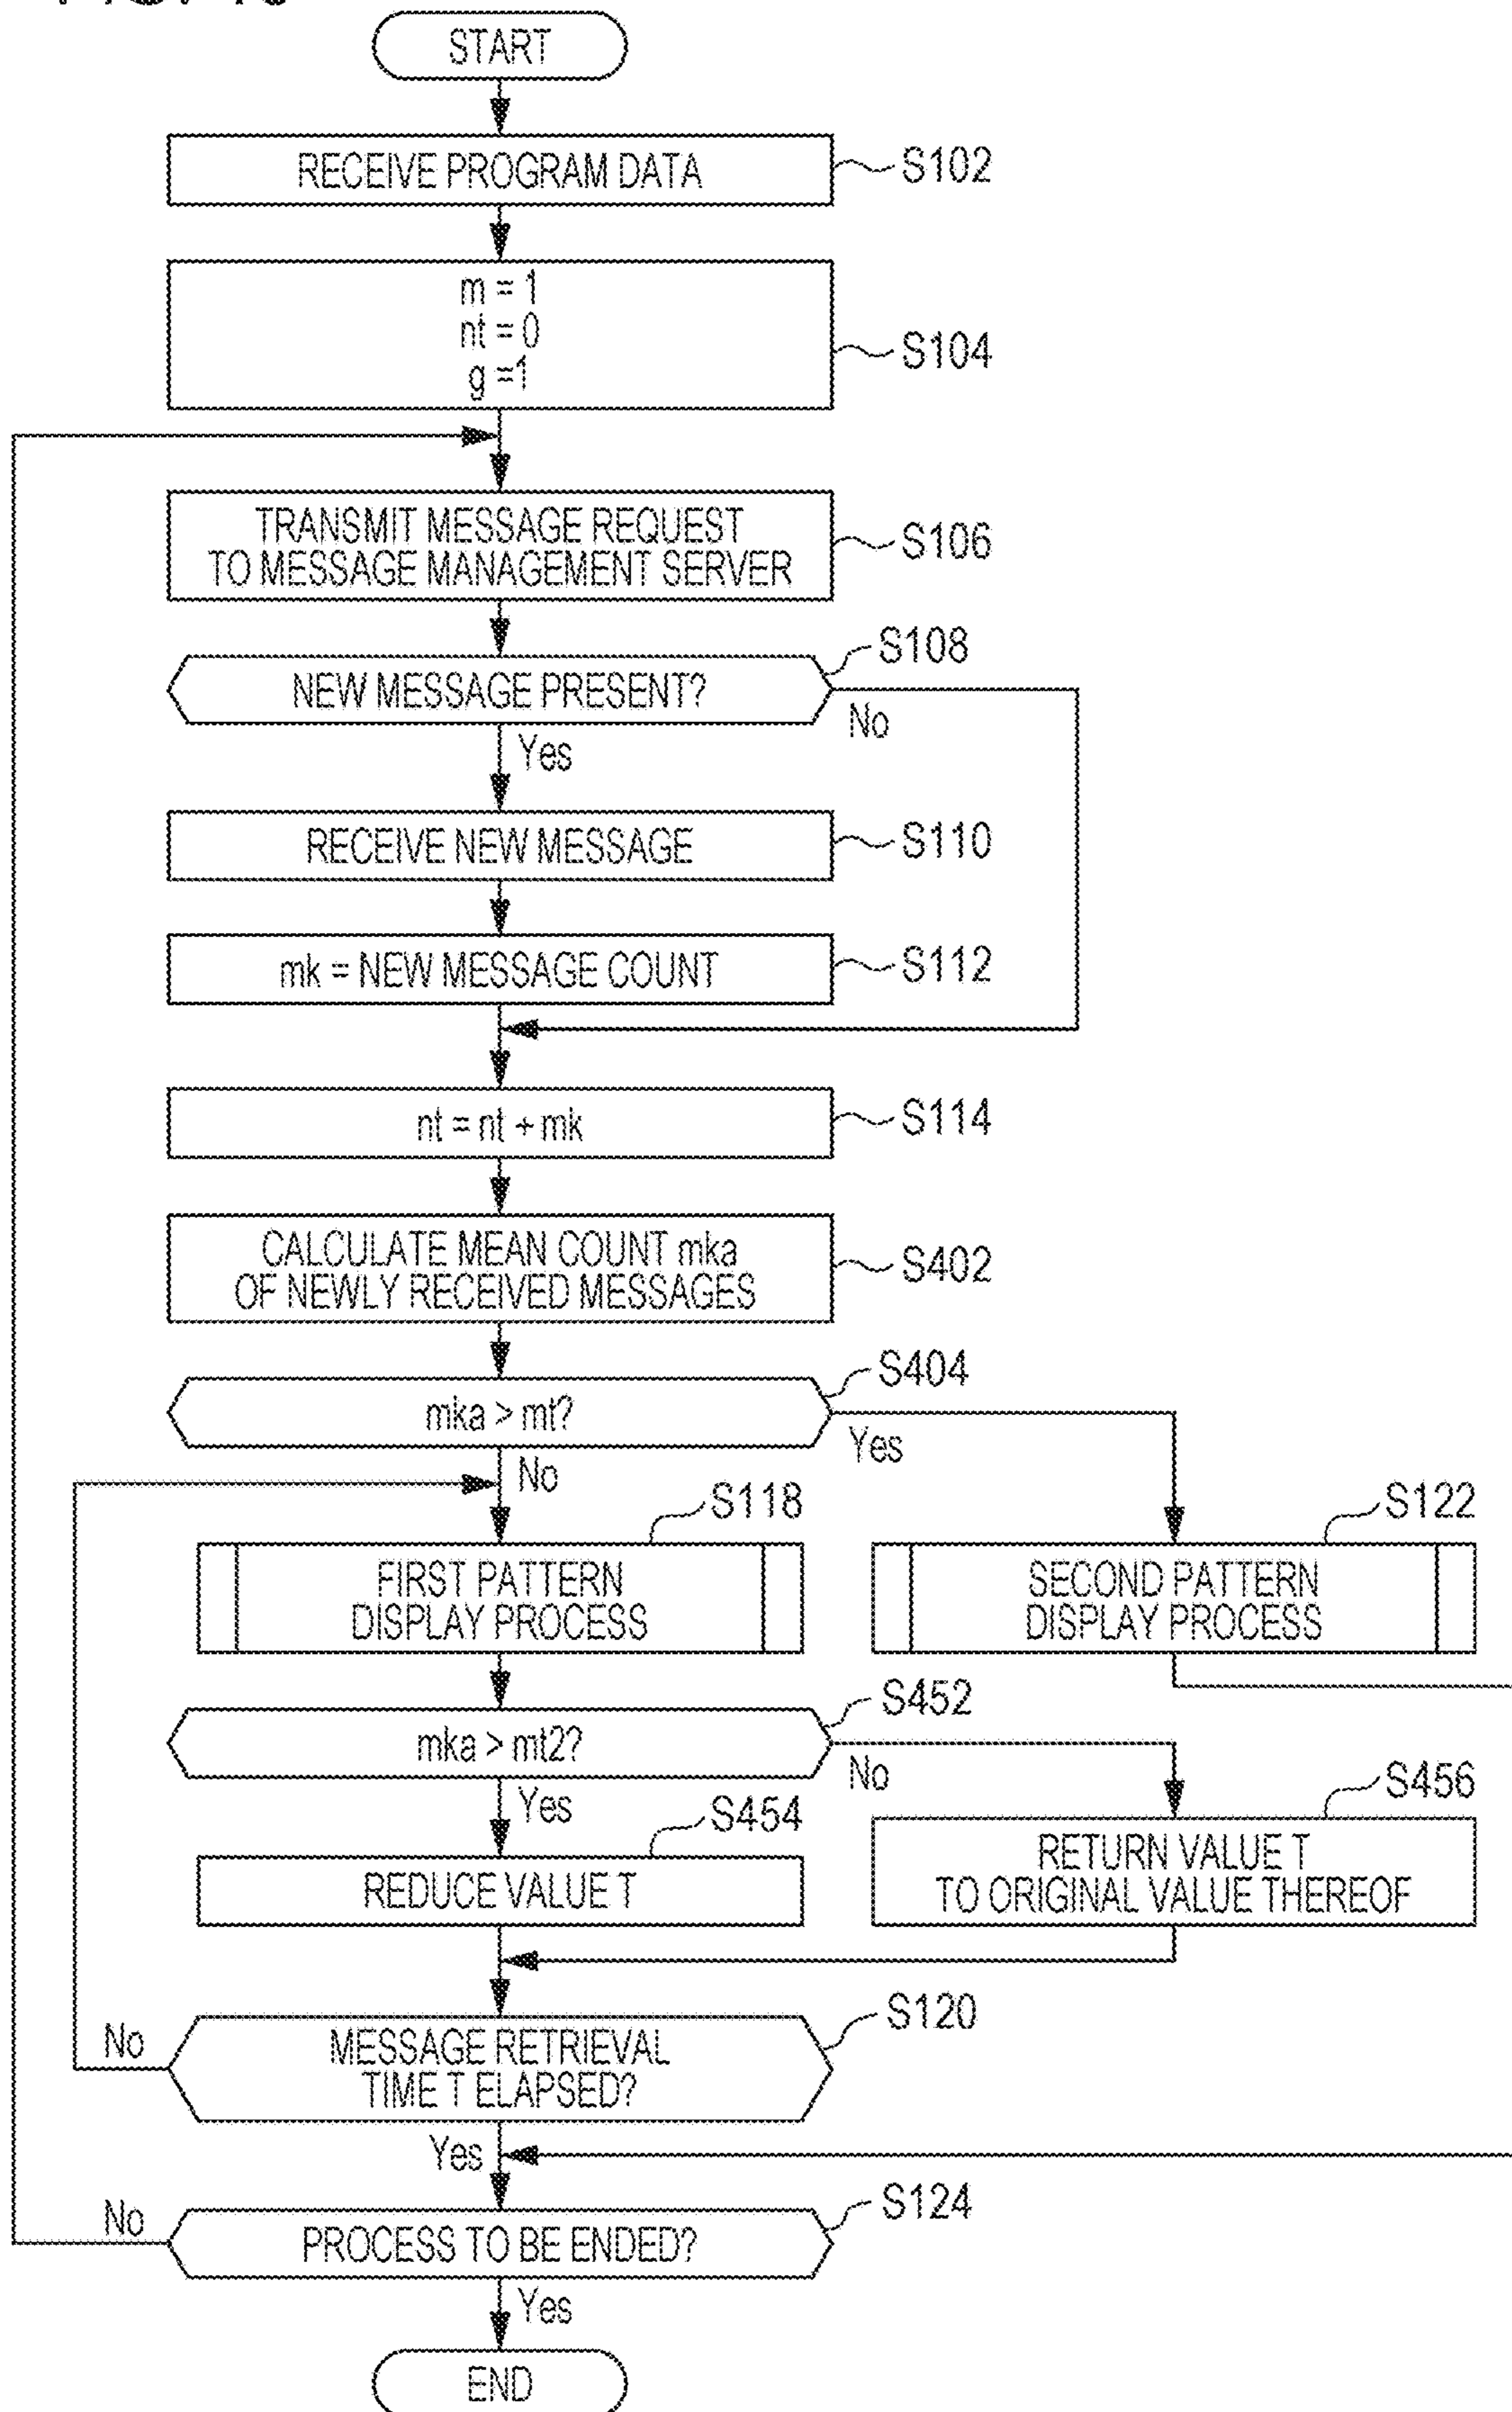 START
RECEIVE PROGRAM DATA
S102
m = 1
nt = 0
g =1
S104
TRANSMIT MESSAGE REQUEST
TO MESSAGE MANAGEMENT SERVER
S106
S108
NEW MESSAGE PRESENT?
No
Yes
RECEIVE NEW MESSAGE
S110
mk = NEW MESSAGE COUNT
S112
nt = nt + mk
S114
CALCULATE MEAN COUNT mka
OF NEWLY RECEIVED MESSAGES
S402
S404
mka > mt?
Yes
No
S118
S122
FIRST PATTERN
DISPLAY PROCESS
SECOND PATTERN
DISPLAY PROCESS
S452
mka > mt2?
No
Yes
S454
S456
REDUCE VALUE T
RETURN VALUE T
TO ORIGINAL VALUE THEREOF
S120
No
MESSAGE RETRIEVAL
TIME T ELAPSED?
Yes
S124
No
PROCESS TO BE ENDED?
Yes
END